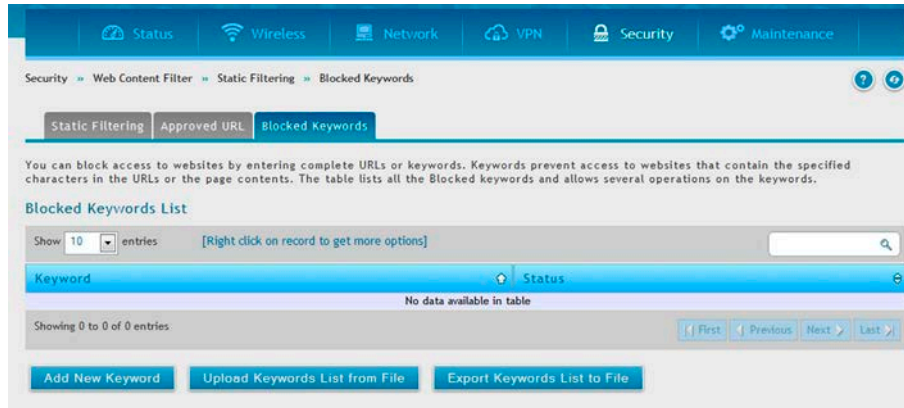 Status Wireless Network VPN Security Maintenance
Security » Web Content Filter » Static Filtering » Blocked Keywords
Static Filtering Approved URL Blocked Keywords
You can block access to websites by entering complete URLs or keywords. Keywords prevent access to websites that contain the specified
characters in the URLs or the page contents. The table lists all the Blocked keywords and allows several operations on the keywords.
Blocked Keywords List
Show 10 entries [Right click on record to get more options]
Keyword Status
No data available in table
Showing 0 to 0 of 0 entries First Previous Next Last
Add New Keyword Upload Keywords List from File Export Keywords List to File